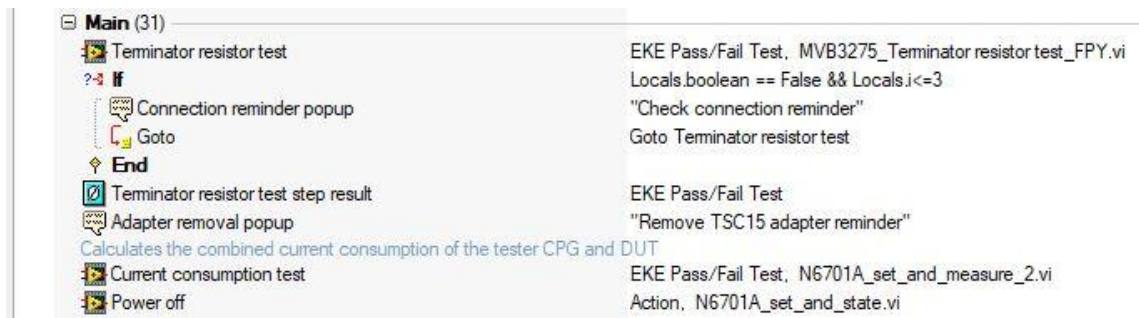 Main (31)
Terminator resistor test EKE Pass/Fail Test, MVB3275_Terminator resistor test_FPY.vi
If Locals.boolean == False && Locals.i<=3
Connection reminder popup "Check connection reminder"
Goto Goto Terminator resistor test
End
Terminator resistor test step result EKE Pass/Fail Test
Adapter removal popup "Remove TSC15 adapter reminder"
Calculates the combined current consumption of the tester CPG and DUT
Current consumption test EKE Pass/Fail Test, N6701A_set_and_measure_2.vi
Power off Action, N6701A_set_and_state.vi